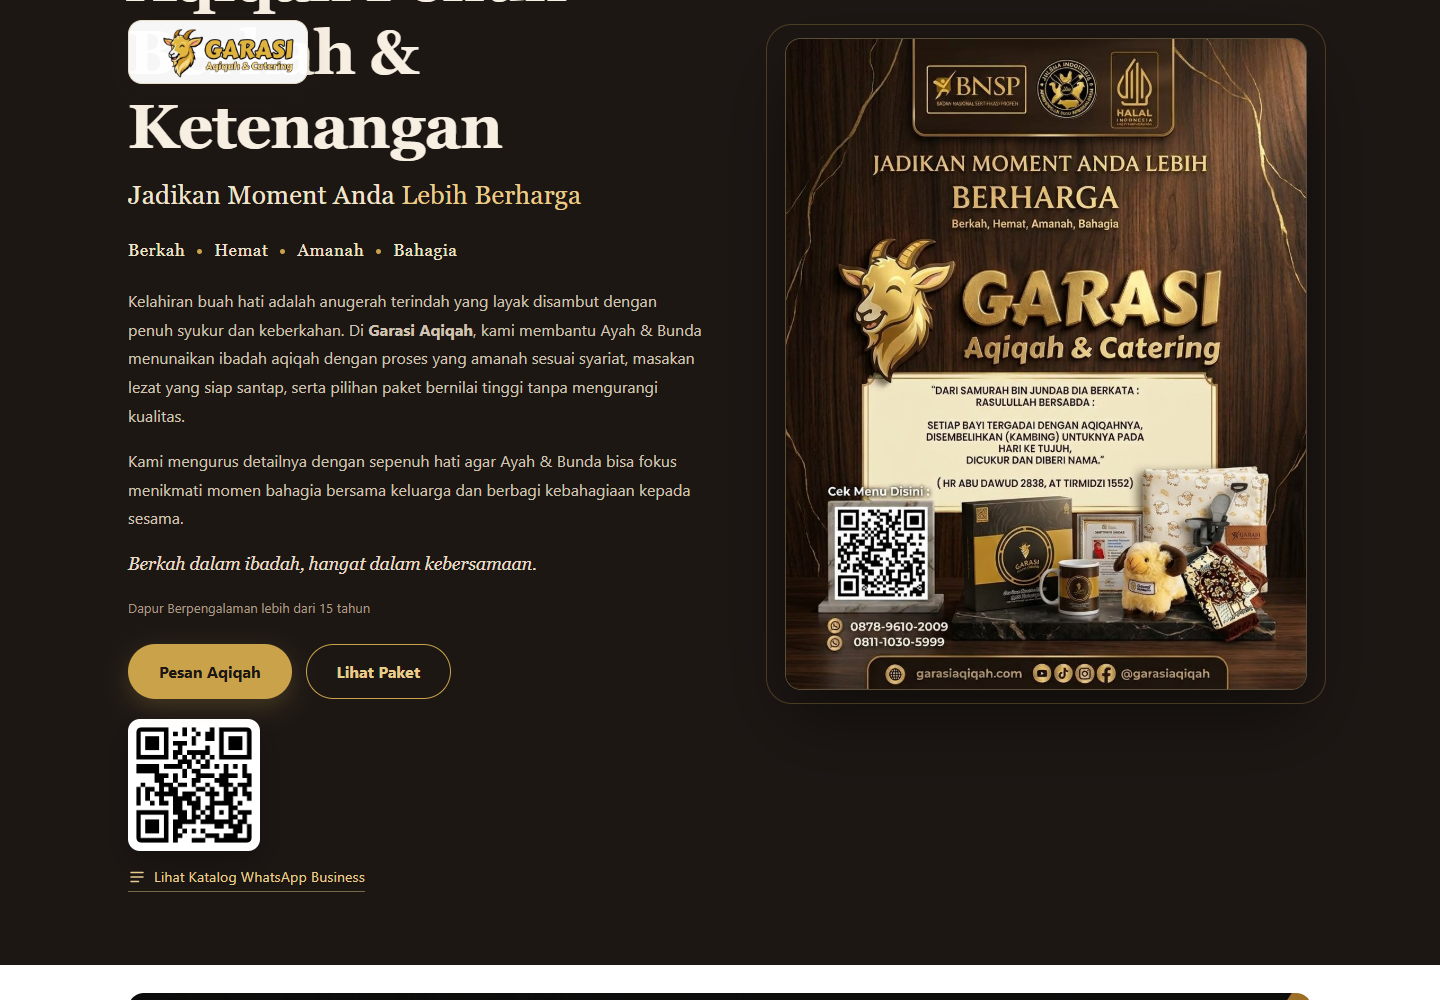 GARASI
Aqiqah & Catering
h &
Ketenangan
Jadikan Moment Anda Lebih Berharga
Berkah • Hemat • Amanah • Bahagia
Kelahiran buah hati adalah anugerah terindah yang layak disambut dengan
penuh syukur dan keberkahan. Di Garasi Aqiqah, kami membantu Ayah & Bunda
menunaikan ibadah aqiqah dengan proses yang amanah sesuai syariat, masakan
lezat yang siap santap, serta pilihan paket bernilai tinggi tanpa mengurangi
kualitas.
Kami mengurus detailnya dengan sepenuh hati agar Ayah & Bunda bisa fokus
menikmati momen bahagia bersama keluarga dan berbagi kebahagiaan kepada
sesama.
Berkah dalam ibadah, hangat dalam kebersamaan.
Dapur Berpengalaman lebih dari 15 tahun
Pesan Aqiqah
Lihat Paket
Lihat Katalog WhatsApp Business
BNSP
HALAL
INDONESIA
JADIKAN MOMENT ANDA LEBIH
BERHARGA
Berkah, Hemat, Amanah, Bahagia
GARASI
Aqiqah & Catering
"DARI SAMURAH BIN JUNDAB DIA BERKATA :
RASULULLAH BERSABDA :
SETIAP BAYI TERGADAI DENGAN AQIQAHNYA,
DISEMBELIHKAN (KAMBING) UNTUKNYA PADA
HARI KE TUJUH,
DICUKUR DAN DIBERI NAMA."
( HR ABU DAWUD 2838, AT TIRMIDZI 1552)
Cek Menu Disini :
GARASI
0878-9610-2009
0811-1030-5999
garasiaqiqah.com
@garasiaqiqah